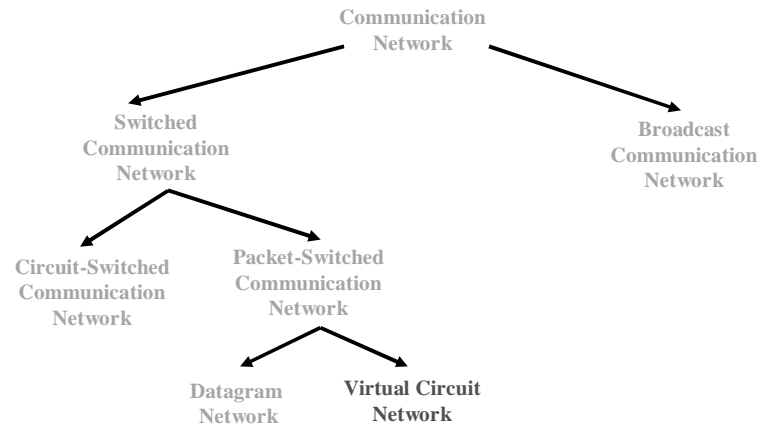 Communication
Network
Switched
Communication
Network
Broadcast
Communication
Network
Circuit-Switched
Communication
Network
Packet-Switched
Communication
Network
Datagram
Network
Virtual Circuit
Network